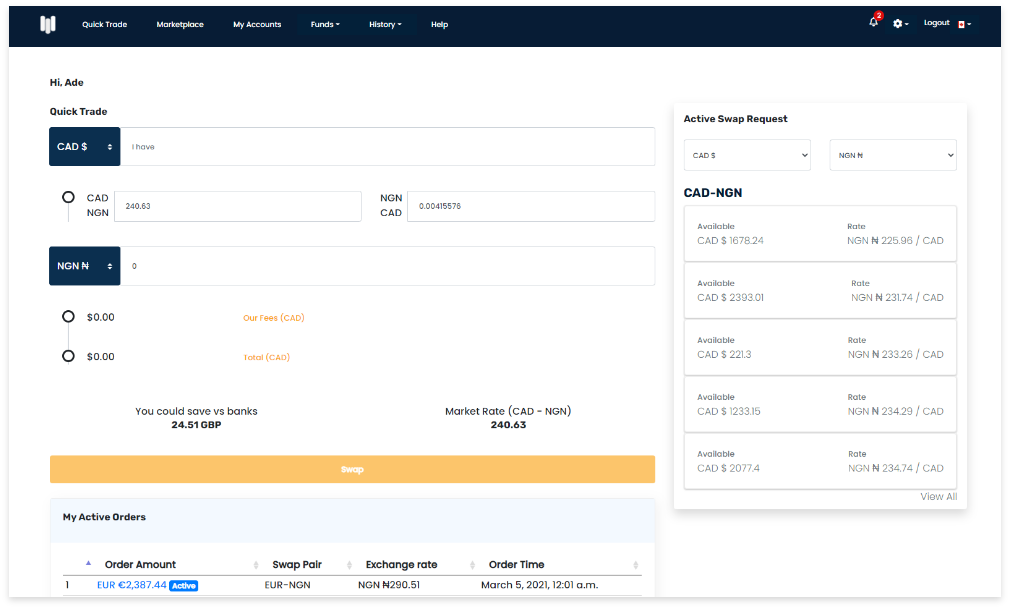 Quick Trade Marketplace My Accounts Funds History Help 2 Logout
Hi, Ade
Quick Trade
CAD $ I have
CAD NGN 240.63 NGN CAD 0.00415576
NGN ₦ 0
$0.00 Our Fees (CAD)
$0.00 Total (CAD)
You could save vs banks Market Rate (CAD - NGN)
24.51 GBP 240.63
Swap
My Active Orders
Order Amount Swap Pair Exchange rate Order Time
1 EUR €2,387.44 Active EUR-NGN NGN ₦290.51 March 5, 2021, 12:01 a.m.
Active Swap Request
CAD $ NGN ₦
CAD-NGN
Available Rate
CAD $ 1678.24 NGN ₦ 225.96 / CAD
Available Rate
CAD $ 2393.01 NGN ₦ 231.74 / CAD
Available Rate
CAD $ 221.3 NGN ₦ 233.26 / CAD
Available Rate
CAD $ 1233.15 NGN ₦ 234.29 / CAD
Available Rate
CAD $ 2077.4 NGN ₦ 234.74 / CAD
View All